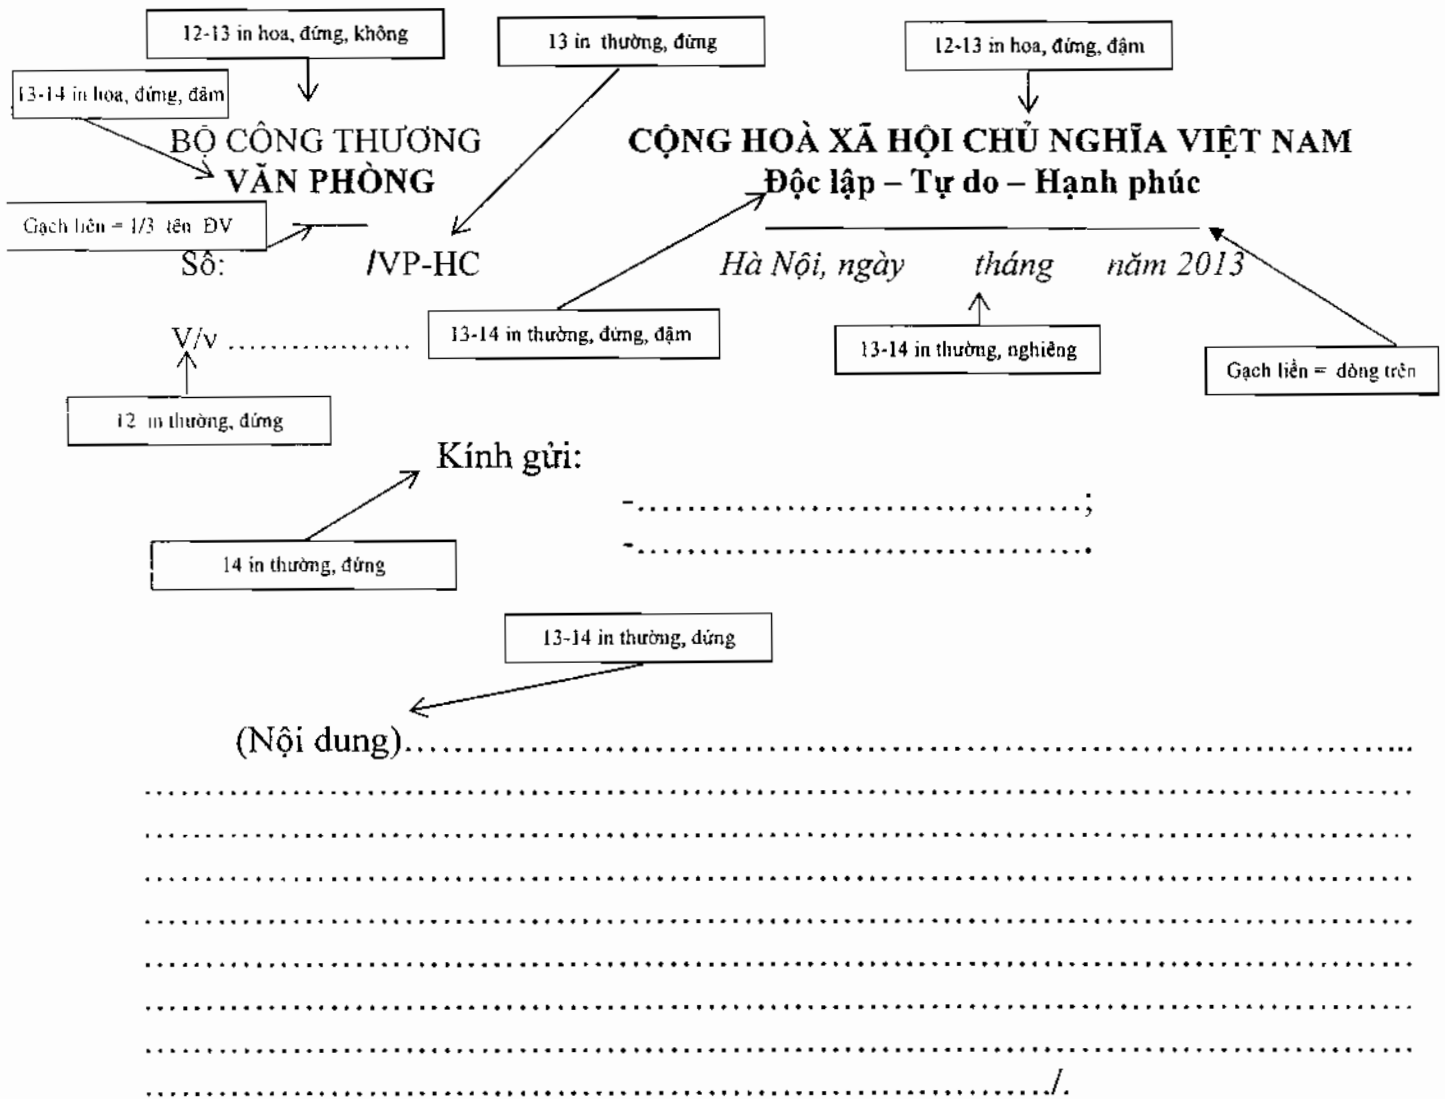 12-13 in hoa, đứng, không
13 in thường, đứng
12-13 in hoa, đứng, đậm
13-14 in hoa, đứng, đâm
BỘ CÔNG THƯƠNG
VĂN PHÒNG
CỘNG HOÀ XÃ HỘI CHỦ NGHĨA VIỆT NAM
Độc lập – Tự do – Hạnh phúc
Gạch liền = 1/3 tên ĐV
Số: /VP-HC
Hà Nội, ngày tháng năm 2013
V/v ..................
13-14 in thường, đứng, đậm
13-14 in thường, nghiêng
Gạch liền = dòng trên
12 in thường, đứng
Kính gửi:
-....................................;
-.....................................
14 in thường, đứng
13-14 in thường, đứng
(Nội dung)....................................................................................
..........................................................................................................
..........................................................................................................
..........................................................................................................
..........................................................................................................
..........................................................................................................
..........................................................................................................
..........................................................................................................
............................................................................/.